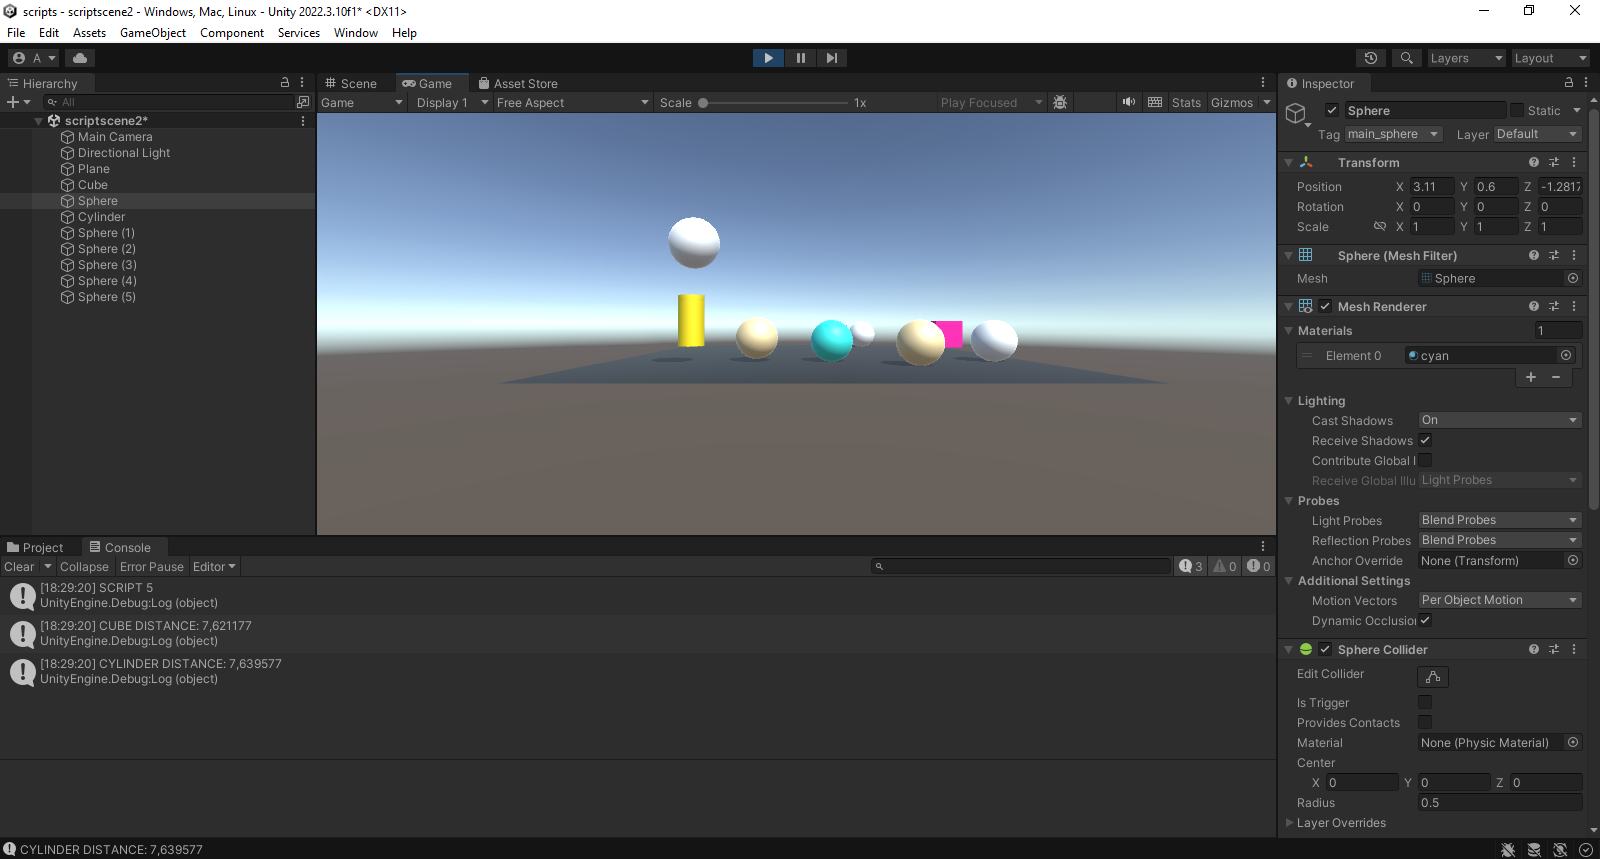 scripts - scriptscene2 - Windows, Mac, Linux - Unity 2022.3.10f1* <DX11>
File Edit Assets GameObject Component Services Window Help
A Layers Layout
Hierarchy
All
scriptscene2*
Main Camera
Directional Light
Plane
Cube
Sphere
Cylinder
Sphere (1)
Sphere (2)
Sphere (3)
Sphere (4)
Sphere (5)
Scene Game Asset Store
Game Display 1 Free Aspect Scale 1x Play Focused Stats Gizmos
Project Console
Clear Collapse Error Pause Editor 3 0 0
[18:29:20] SCRIPT 5
UnityEngine.Debug:Log (object)
[18:29:20] CUBE DISTANCE: 7,621177
UnityEngine.Debug:Log (object)
[18:29:20] CYLINDER DISTANCE: 7,639577
UnityEngine.Debug:Log (object)
CYLINDER DISTANCE: 7,639577
Inspector
Sphere Static
Tag main_sphere Layer Default
Transform
Position X 3.11 Y 0.6 Z -1.2817
Rotation X 0 Y 0 Z 0
Scale X 1 Y 1 Z 1
Sphere (Mesh Filter)
Mesh Sphere
Mesh Renderer
Materials 1
Element 0 cyan
+ −
Lighting
Cast Shadows On
Receive Shadows
Contribute Global I
Receive Global Illu Light Probes
Probes
Light Probes Blend Probes
Reflection Probes Blend Probes
Anchor Override None (Transform)
Additional Settings
Motion Vectors Per Object Motion
Dynamic Occlusion
Sphere Collider
Edit Collider
Is Trigger
Provides Contacts
Material None (Physic Material)
Center
X 0 Y 0 Z 0
Radius 0.5
Layer Overrides